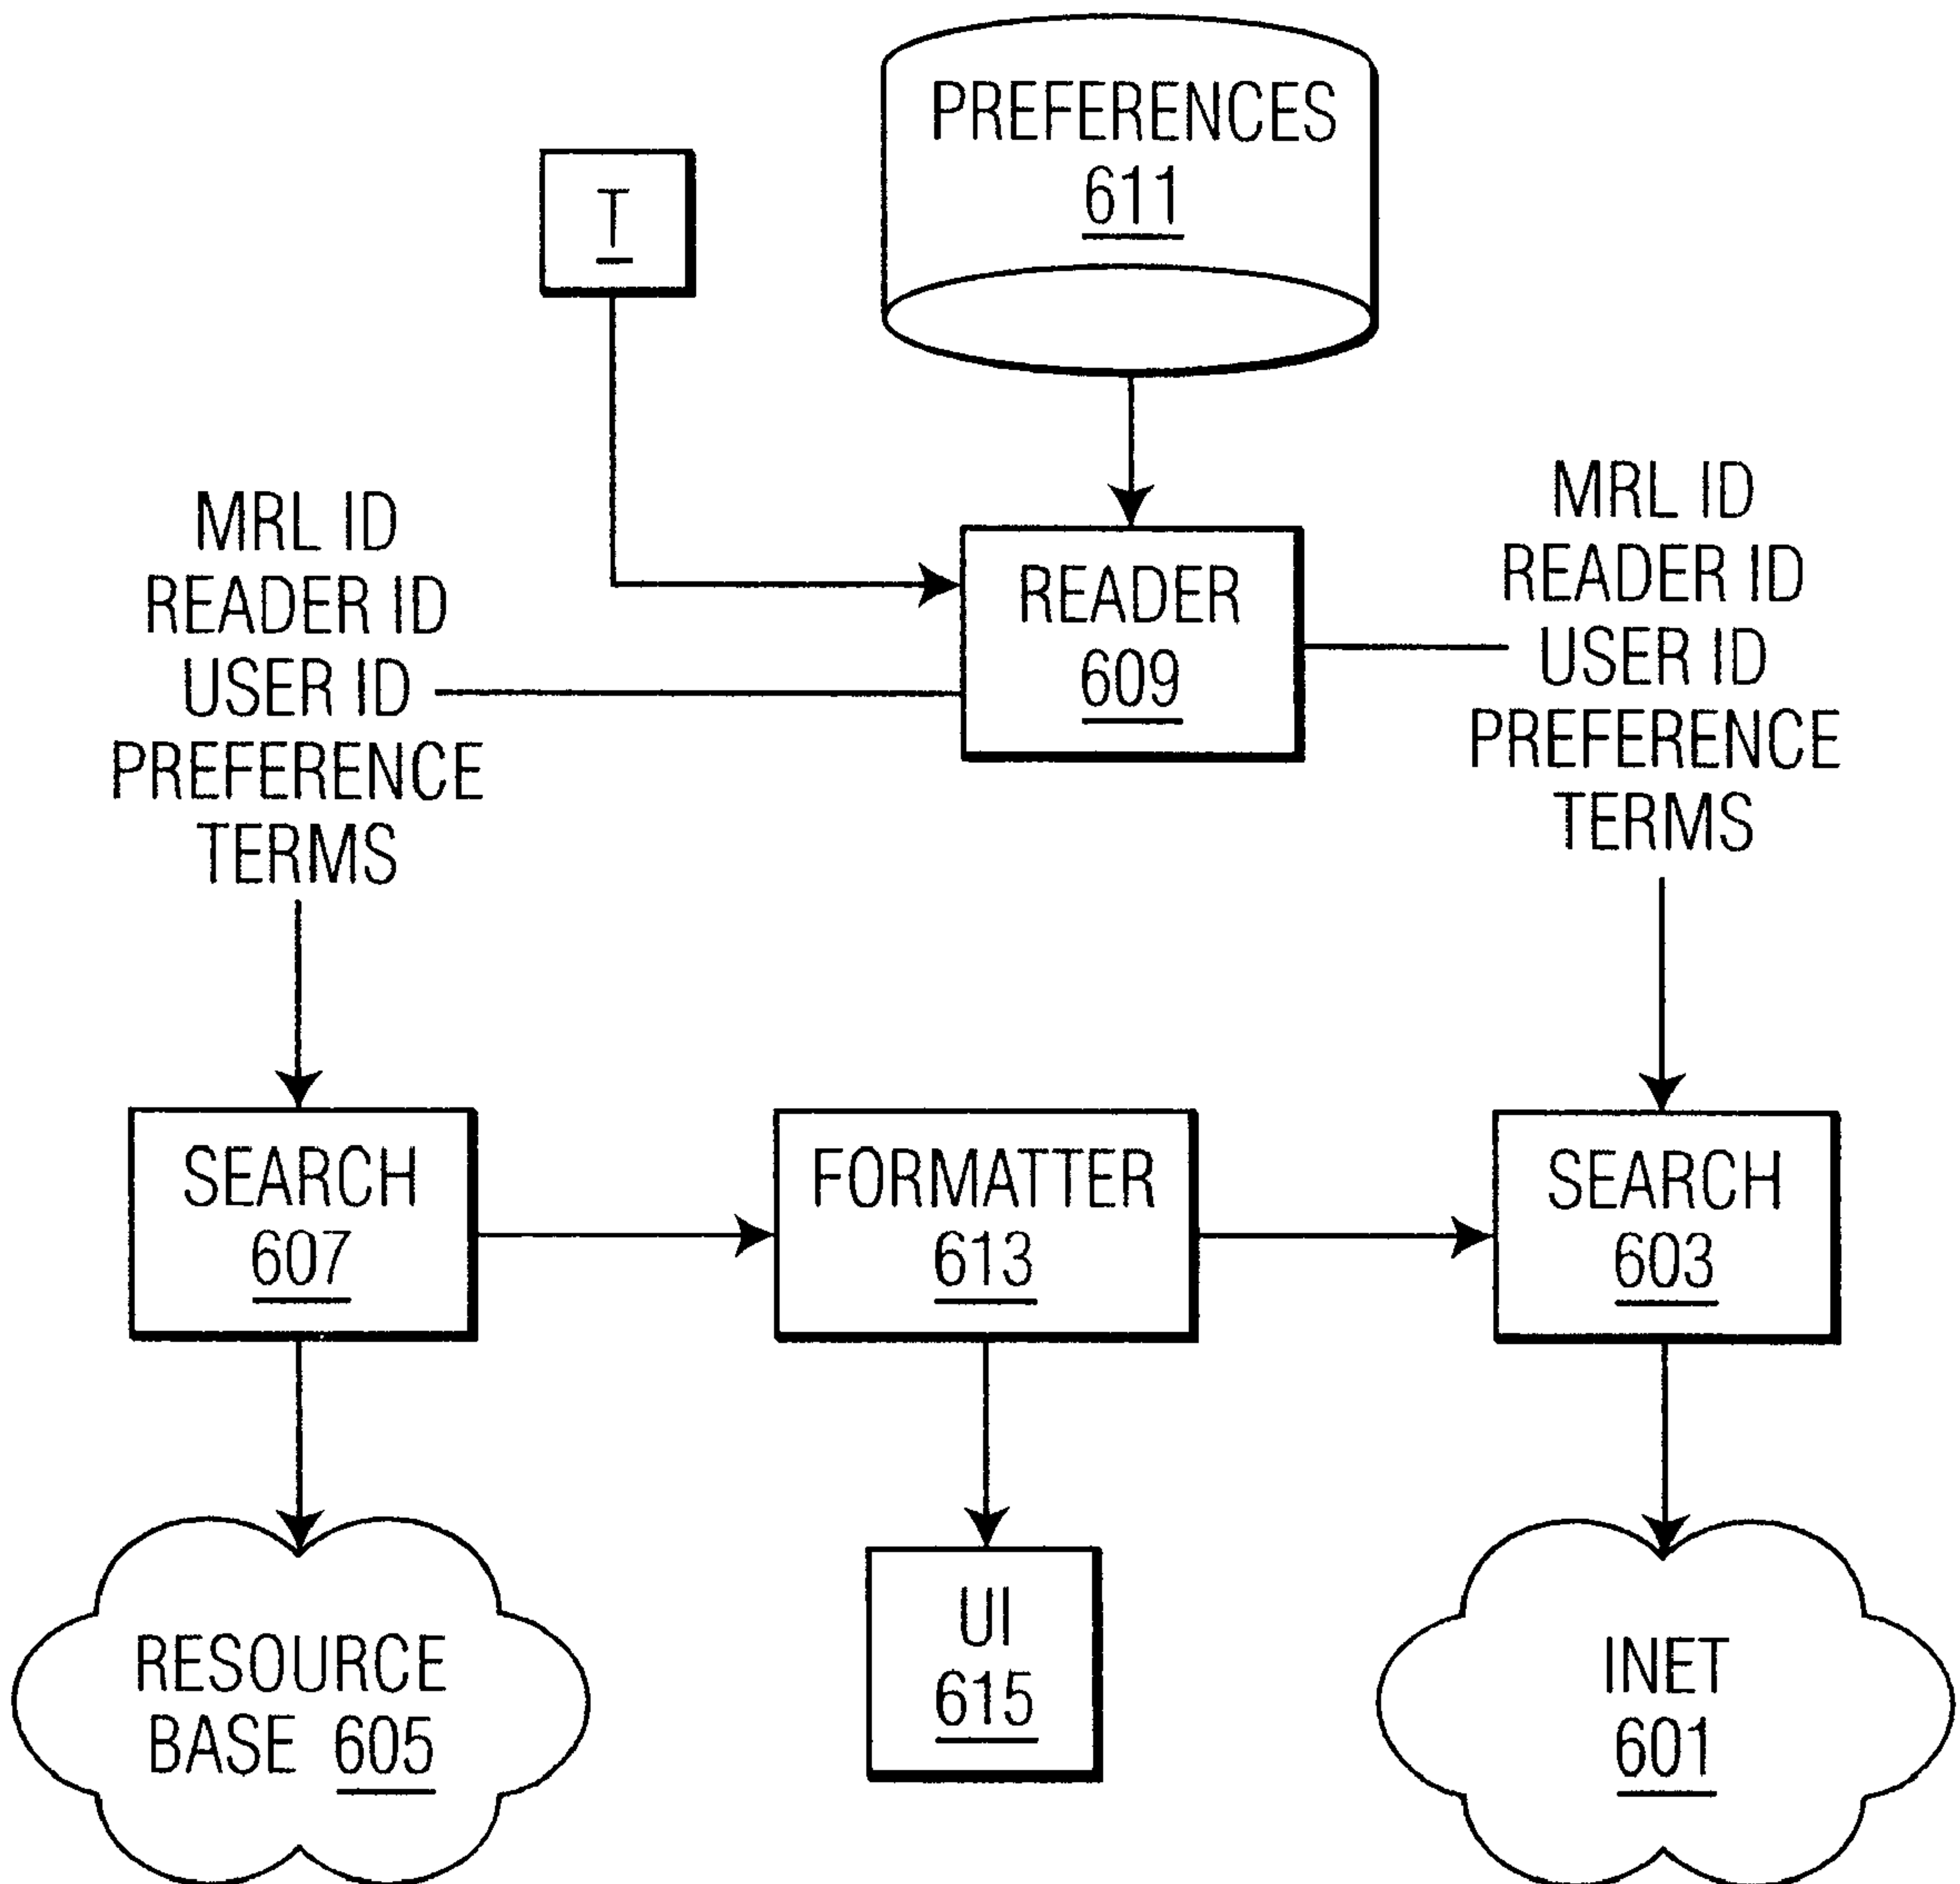 PREFERENCES
611
T
MRL ID
READER ID
USER ID
PREFERENCE
TERMS
READER
609
MRL ID
READER ID
USER ID
PREFERENCE
TERMS
SEARCH
607
FORMATTER
613
SEARCH
603
RESOURCE
BASE 605
UI
615
INET
601